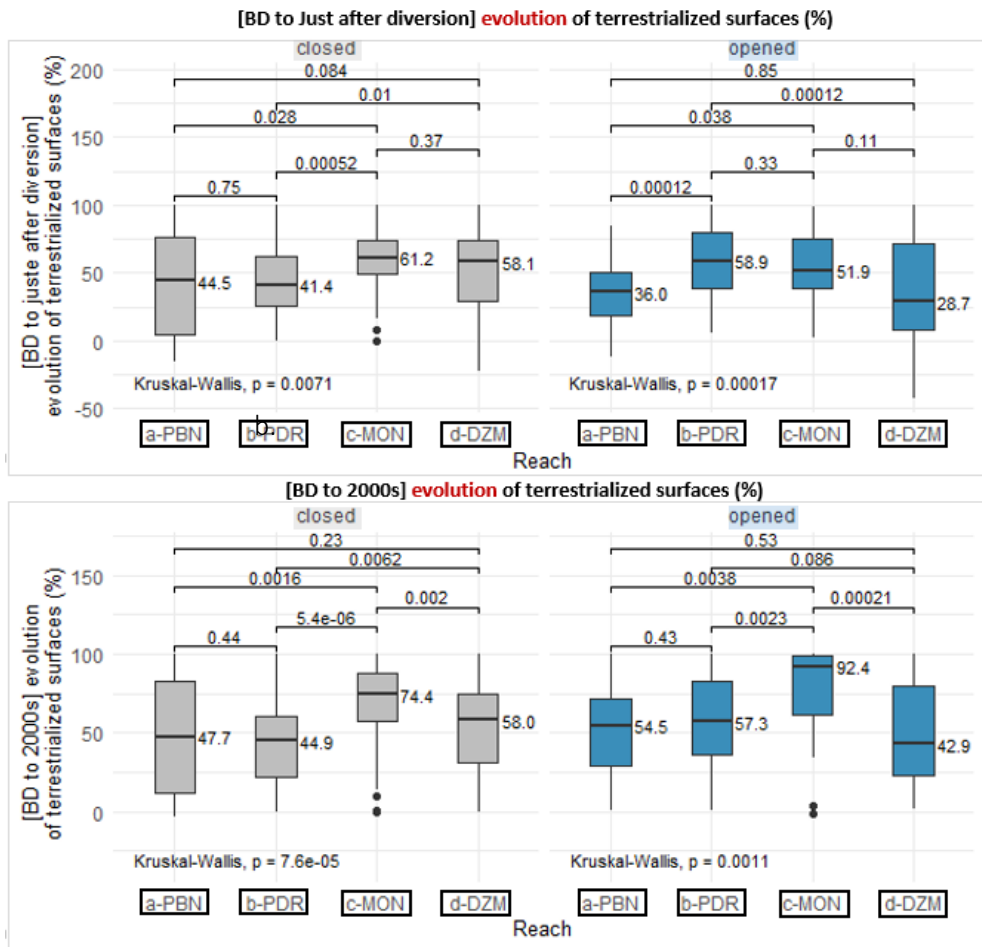 [BD to Just after diversion] evolution of terrestrialized surfaces (%)
closed
opened
[BD to juste after diversion]
evolution of terrestrialized surfaces (%)
200
150
100
50
0
-50
0.084
0.01
0.028
0.37
0.00052
0.75
44.5
41.4
61.2
58.1
Kruskal-Wallis, p = 0.0071
0.85
0.00012
0.038
0.11
0.33
0.00012
36.0
58.9
51.9
28.7
Kruskal-Wallis, p = 0.00017
a-PBN
b-PDR
b.
c-MON
d-DZM
a-PBN
b-PDR
c-MON
d-DZM
Reach
[BD to 2000s] evolution of terrestrialized surfaces (%)
closed
opened
[BD to 2000s] evolution
of terrestrialized surfaces (%)
150
100
50
0
0.23
0.0062
0.0016
0.002
5.4e-06
0.44
47.7
44.9
74.4
58.0
Kruskal-Wallis, p = 7.6e-05
0.53
0.086
0.0038
0.00021
0.0023
0.43
54.5
57.3
92.4
42.9
Kruskal-Wallis, p = 0.0011
a-PBN
b-PDR
c-MON
d-DZM
a-PBN
b-PDR
c-MON
d-DZM
Reach